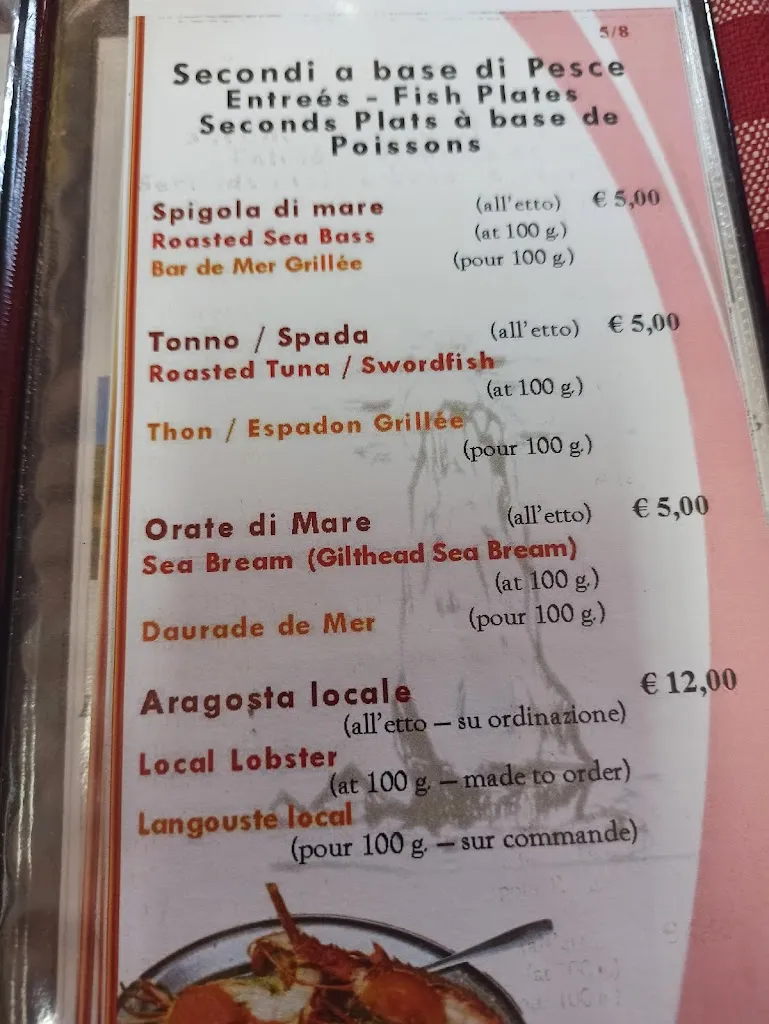 5/8
Secondi a base di Pesce
Entreés - Fish Plates
Seconds Plats à base de
Poissons
Spigola di mare (all'etto) € 5,00
Roasted Sea Bass (at 100 g.)
Bar de Mer Grillée (pour 100 g.)
Tonno / Spada (all'etto) € 5,00
Roasted Tuna / Swordfish
(at 100 g.)
Thon / Espadon Grillée
(pour 100 g.)
Orate di Mare (all'etto) € 5,00
Sea Bream (Gilthead Sea Bream)
(at 100 g.)
Daurade de Mer (pour 100 g.)
Aragosta locale € 12,00
(all'etto – su ordinazione)
Local Lobster
(at 100 g. – made to order)
Langouste local
(pour 100 g. – sur commande)